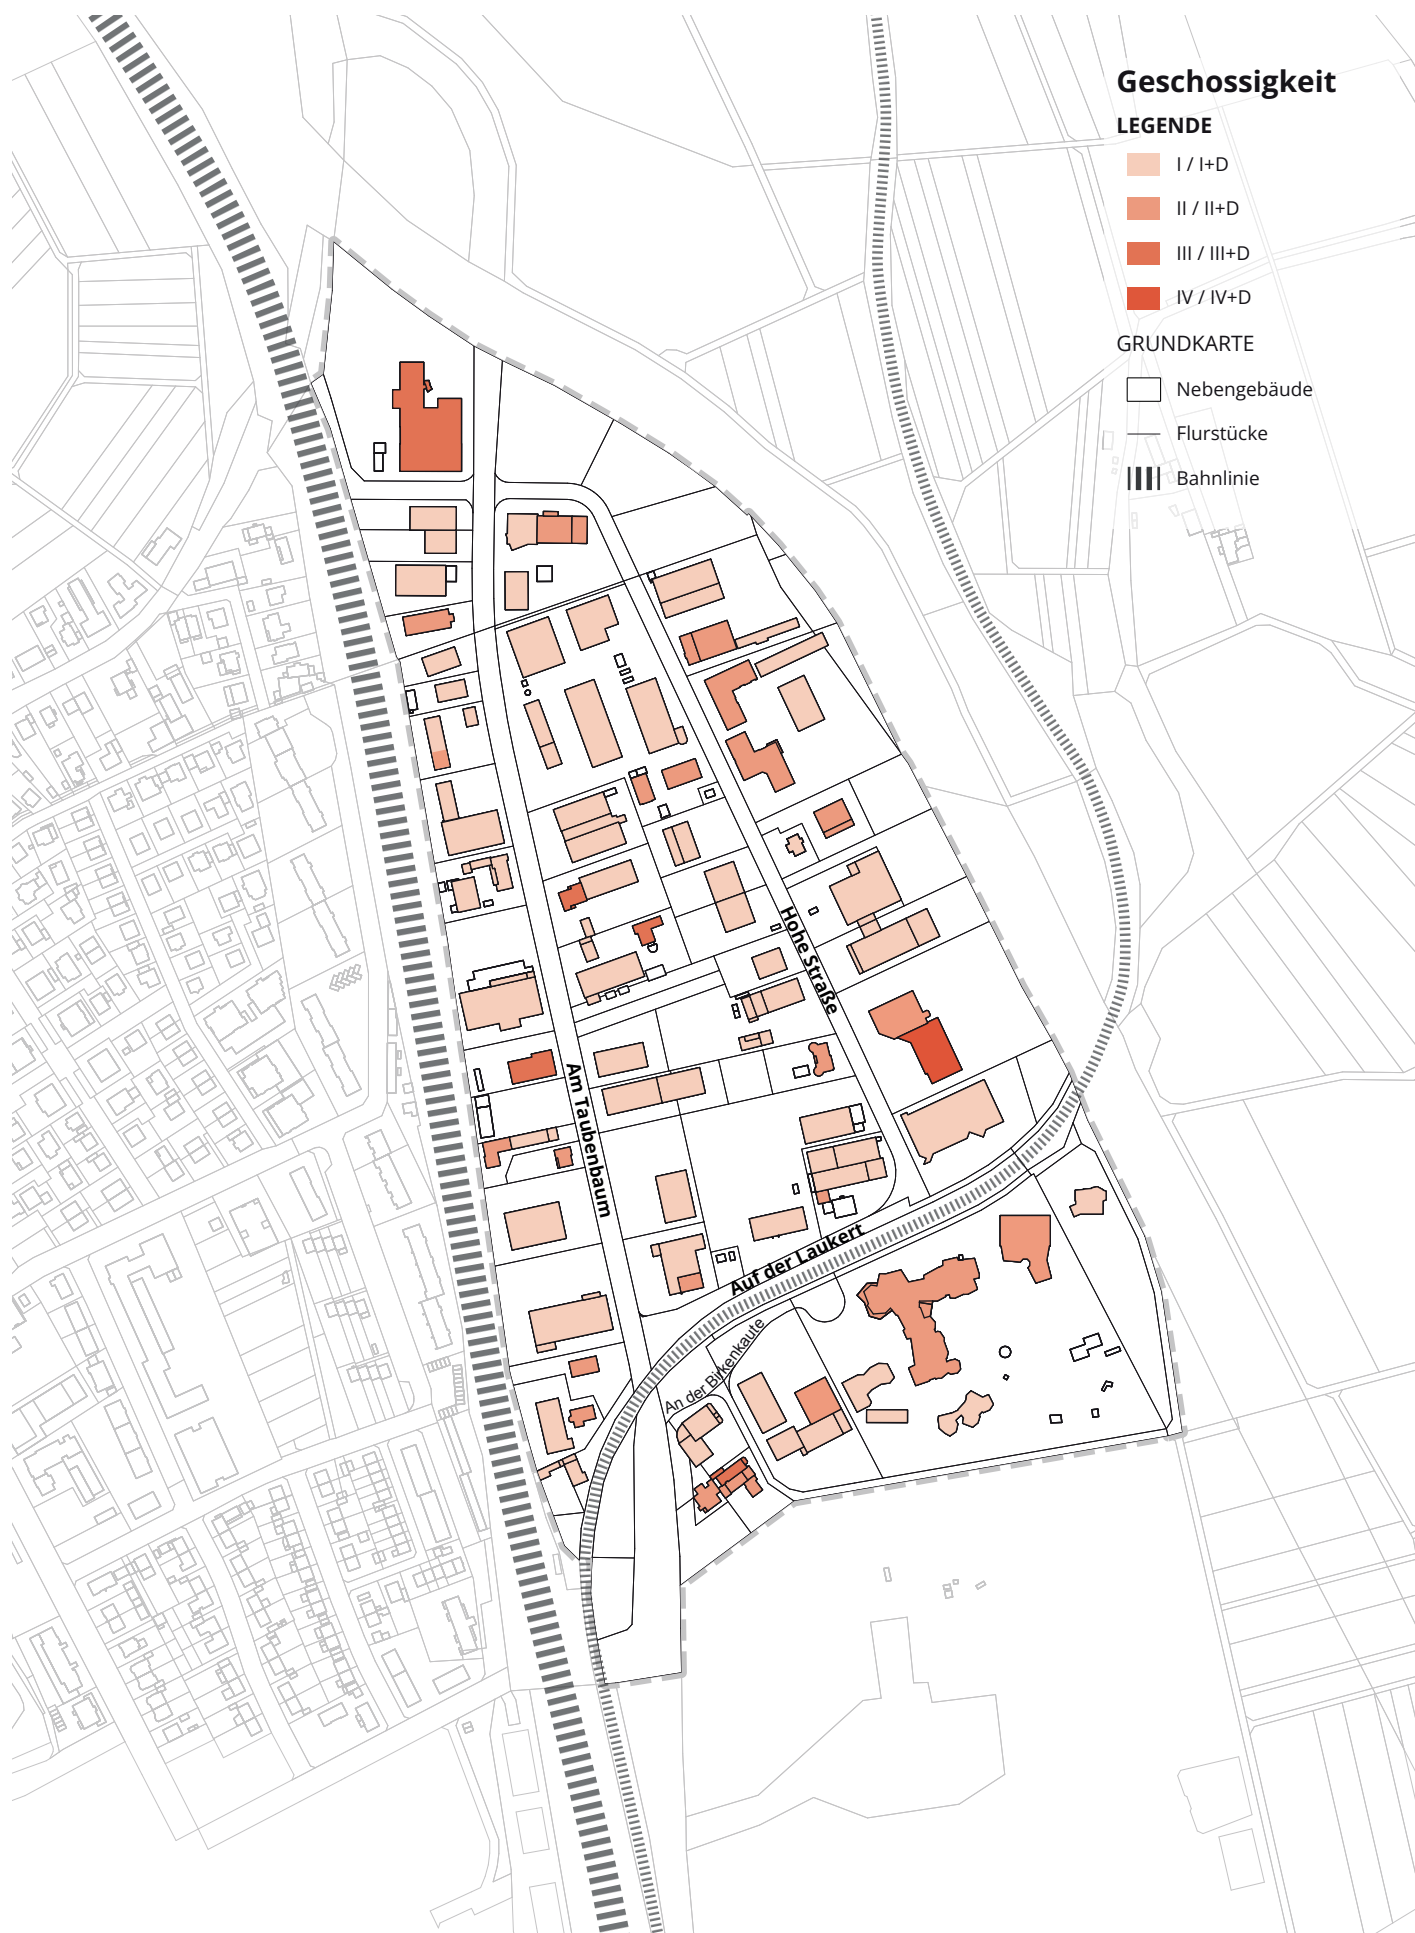 Geschossigkeit
LEGENDE
I / I+D
II / II+D
III / III+D
IV / IV+D
GRUNDKARTE
Nebengebäude
Flurstücke
Bahnlinie
Hohe Straße
Am Taubenbaum
Auf der Laukert
An der Birkenkaute